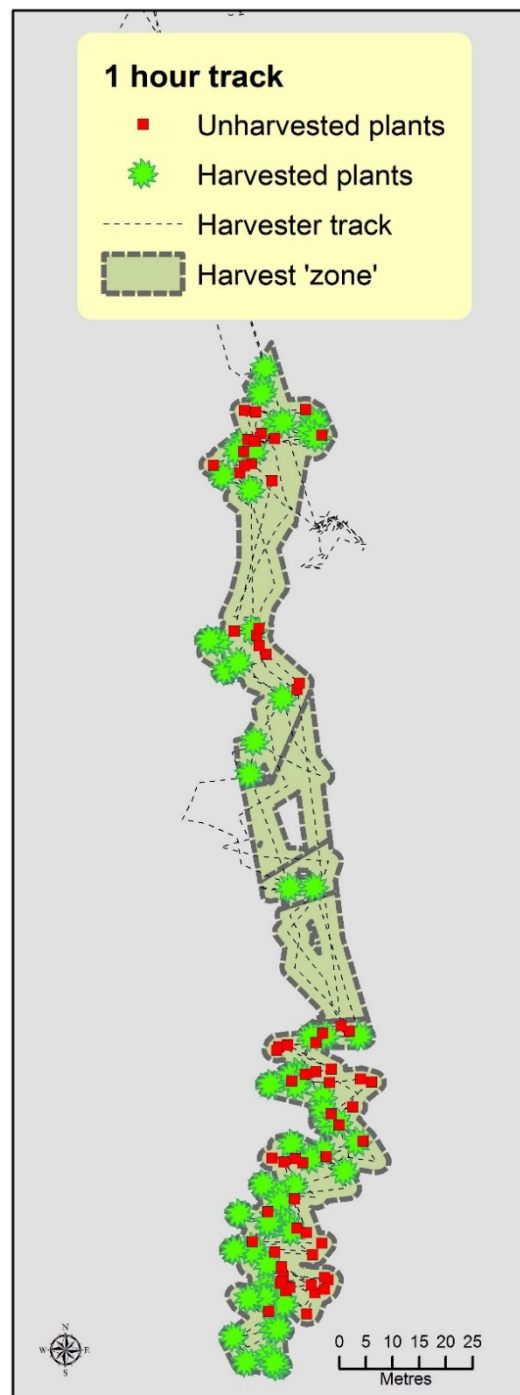 1 hour track
Unharvested plants
Harvested plants
Harvester track
Harvest 'zone'
N
W E
S
0 5 10 15 20 25
Metres